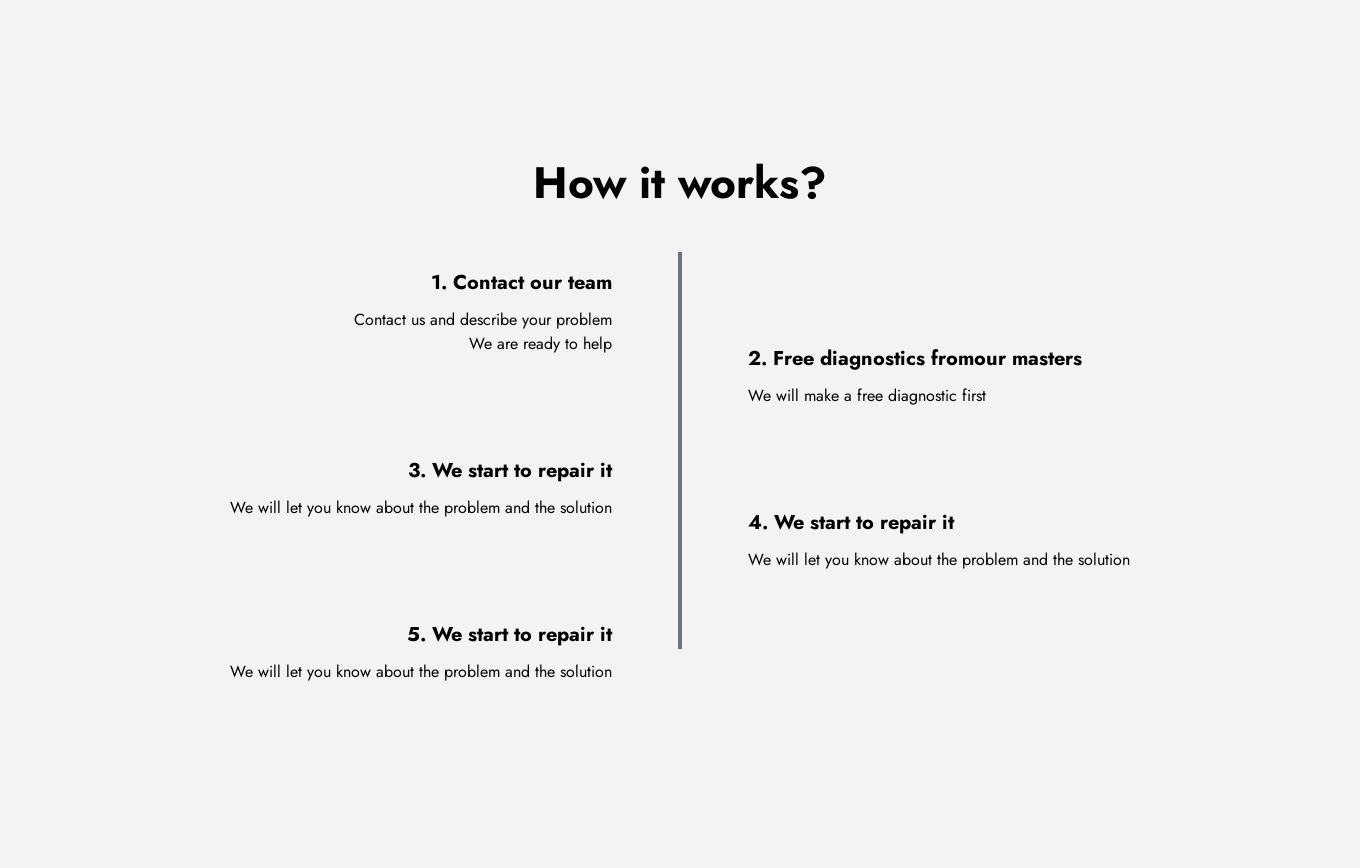 How it works?
1. Contact our team
Contact us and describe your problem
We are ready to help
2. Free diagnostics fromour masters
We will make a free diagnostic first
3. We start to repair it
We will let you know about the problem and the solution
4. We start to repair it
We will let you know about the problem and the solution
5. We start to repair it
We will let you know about the problem and the solution